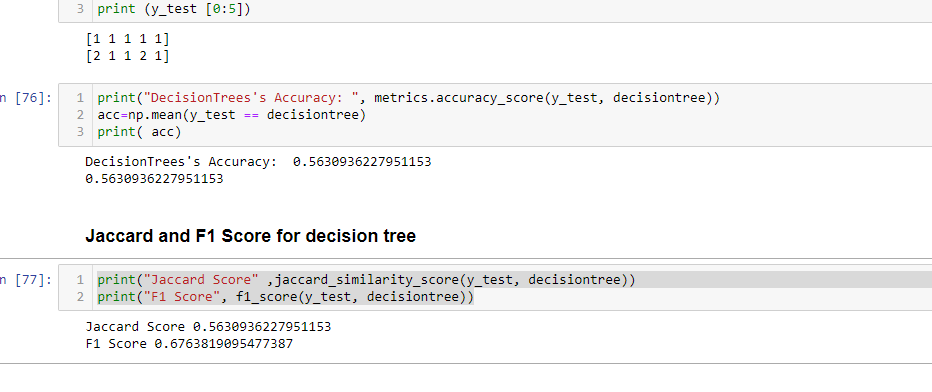 3 print (y_test [0:5])
[1 1 1 1 1]
[2 1 1 2 1]
n [76]: 1 print("DecisionTrees's Accuracy: ", metrics.accuracy_score(y_test, decisiontree))
2 acc=np.mean(y_test == decisiontree)
3 print( acc)
DecisionTrees's Accuracy:  0.5630936227951153
0.5630936227951153
Jaccard and F1 Score for decision tree
n [77]: 1 print("Jaccard Score" ,jaccard_similarity_score(y_test, decisiontree))
2 print("F1 Score", f1_score(y_test, decisiontree))
Jaccard Score 0.5630936227951153
F1 Score 0.6763819095477387